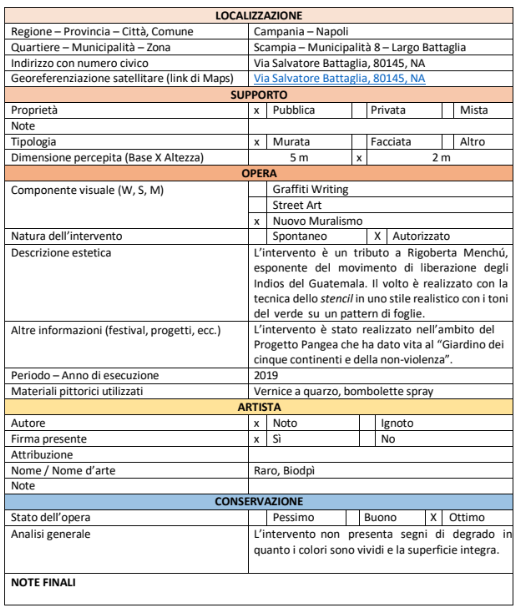 LOCALIZZAZIONE
Regione – Provincia – Città, Comune Campania – Napoli
Quartiere – Municipalità – Zona Scampia – Municipalità 8 – Largo Battaglia
Indirizzo con numero civico Via Salvatore Battaglia, 80145, NA
Georeferenziazione satellitare (link di Maps) Via Salvatore Battaglia, 80145, NA
SUPPORTO
Proprietà x Pubblica Privata Mista
Note
Tipologia x Murata Facciata Altro
Dimensione percepita (Base X Altezza) 5 m x 2 m
OPERA
Componente visuale (W, S, M) Graffiti Writing
Street Art
x Nuovo Muralismo
Natura dell'intervento Spontaneo X Autorizzato
Descrizione estetica L'intervento è un tributo a Rigoberta Menchú,
esponente del movimento di liberazione degli
Indios del Guatemala. Il volto è realizzato con la
tecnica dello stencil in uno stile realistico con i toni
del verde su un pattern di foglie.
Altre informazioni (festival, progetti, ecc.) L'intervento è stato realizzato nell'ambito del
Progetto Pangea che ha dato vita al "Giardino dei
cinque continenti e della non-violenza".
Periodo – Anno di esecuzione 2019
Materiali pittorici utilizzati Vernice a quarzo, bombolette spray
ARTISTA
Autore x Noto Ignoto
Firma presente x Sì No
Attribuzione
Nome / Nome d'arte Raro, Biodpì
Note
CONSERVAZIONE
Stato dell'opera Pessimo Buono X Ottimo
Analisi generale L'intervento non presenta segni di degrado in
quanto i colori sono vividi e la superficie integra.
NOTE FINALI